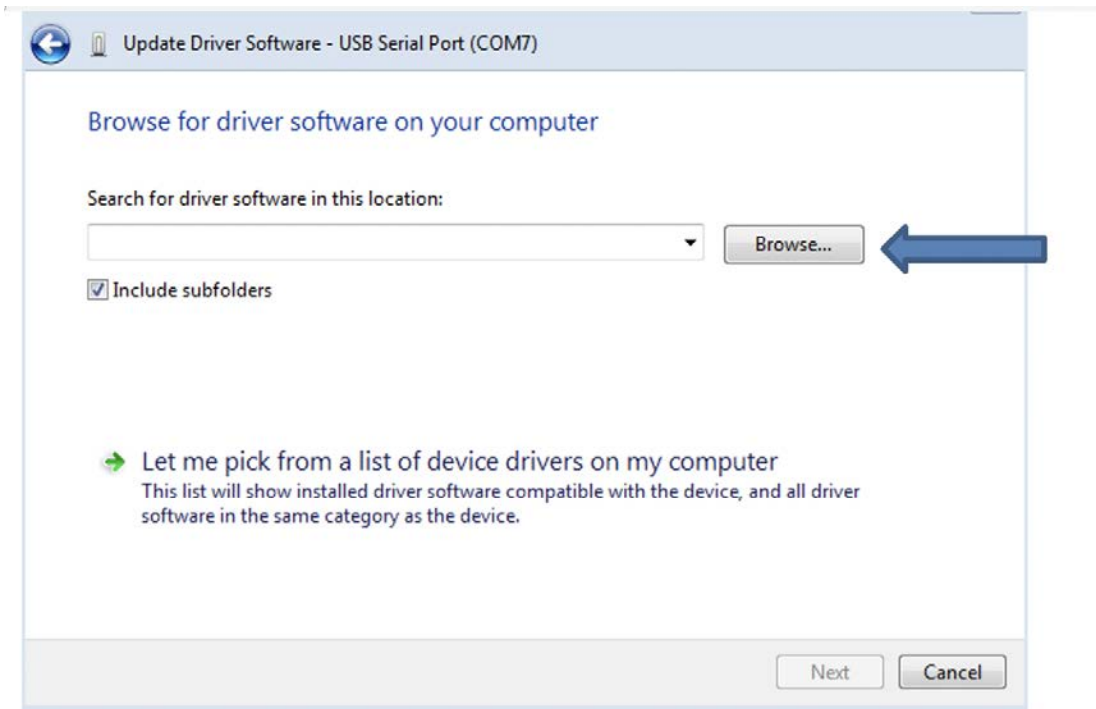 Update Driver Software - USB Serial Port (COM7)
Browse for driver software on your computer
Search for driver software in this location:
Browse...
Include subfolders
Let me pick from a list of device drivers on my computer
This list will show installed driver software compatible with the device, and all driver
software in the same category as the device.
Next
Cancel